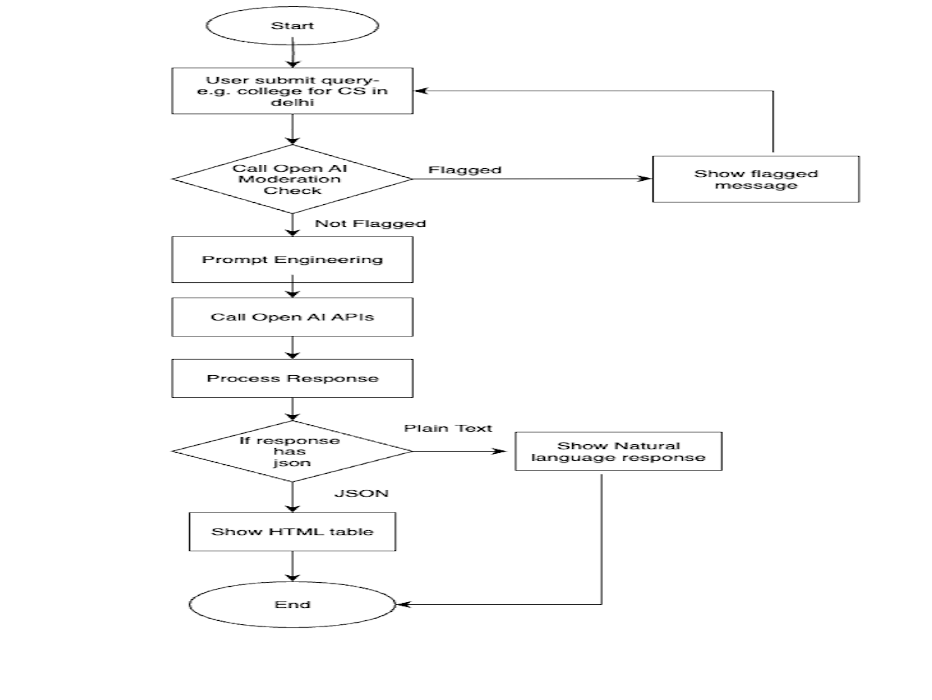 Start
User submit query-
e.g. college for CS in
delhi
Call Open AI
Moderation
Check
Flagged
Show flagged
message
Not Flagged
Prompt Engineering
Call Open AI APIs
Process Response
If response
has
json
Plain Text
Show Natural
language response
JSON
Show HTML table
End